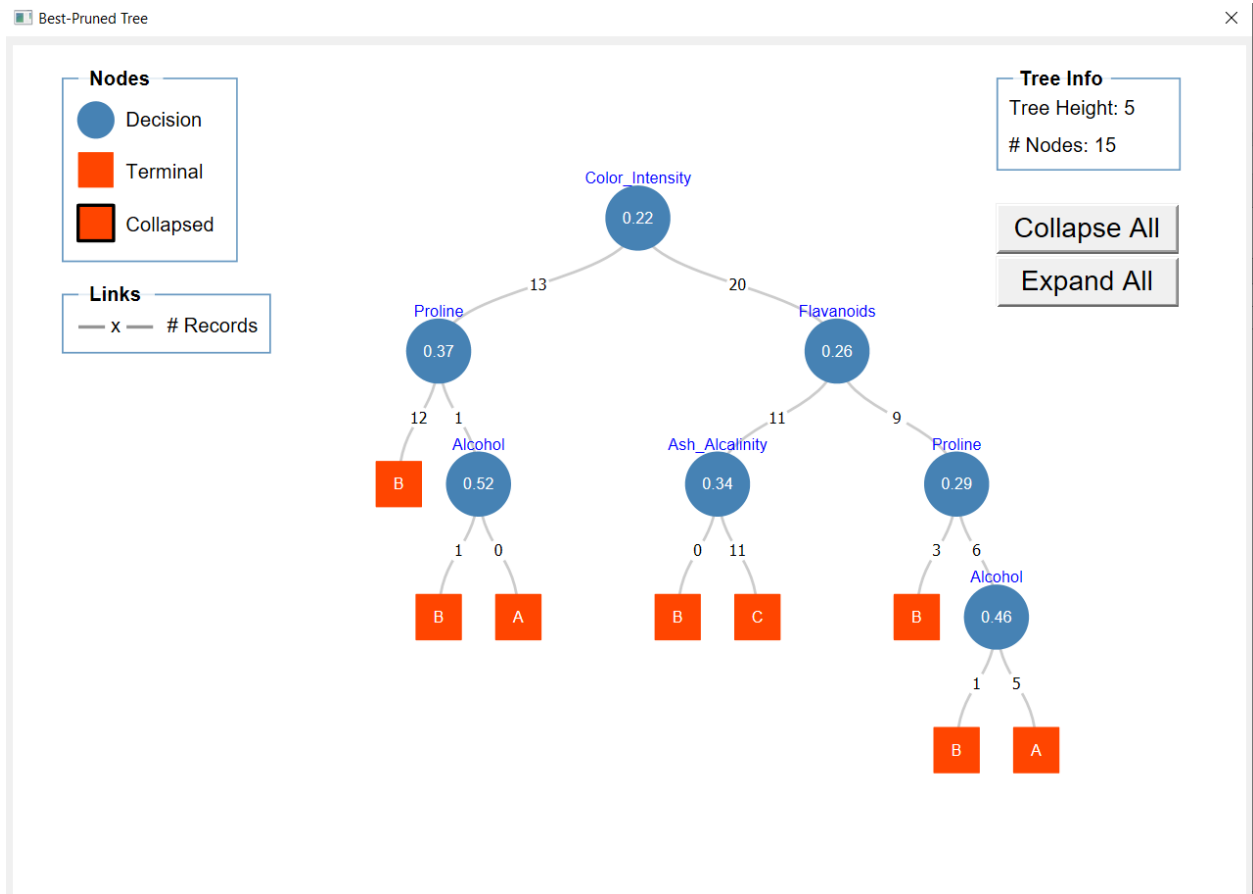 Best-Pruned Tree
Nodes
Decision
Terminal
Collapsed
Links
x # Records
Tree Info
Tree Height: 5
# Nodes: 15
Collapse All
Expand All
Color_Intensity
0.22
13 20
Proline Flavanoids
0.37 0.26
12 1 11 9
Alcohol Ash_Alcalinity Proline
B 0.52 0.34 0.29
1 0 0 11 3 6
Alcohol
B A B C B 0.46
1 5
B A